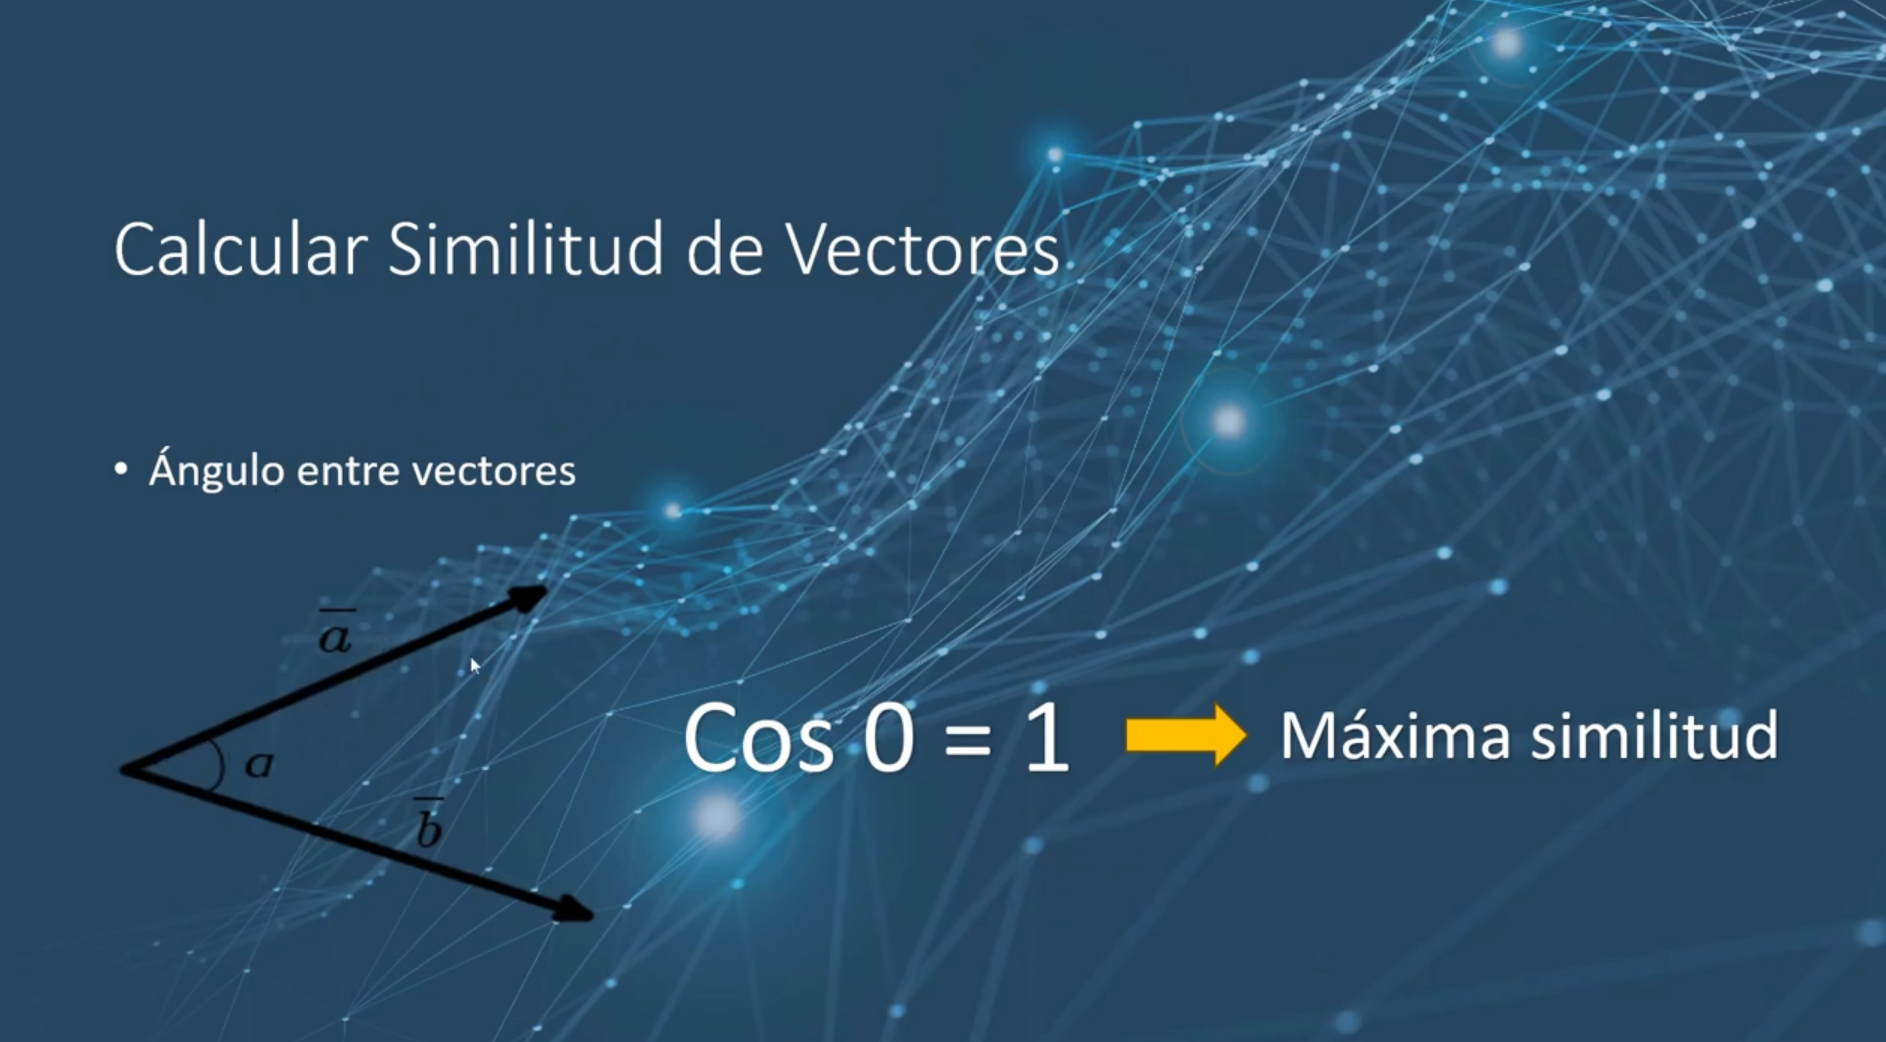 Calcular Similitud de Vectores
• Ángulo entre vectores
a̅
a
b̅
Cos 0 = 1
Máxima similitud